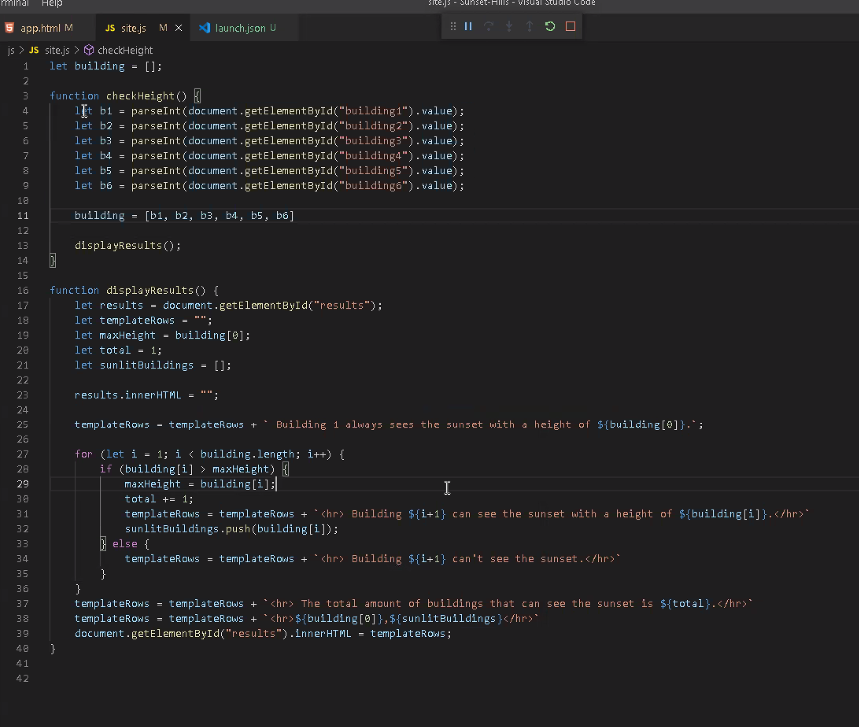 rminal Help site.js - Sunset-Hills - Visual Studio Code
app.html M JS site.js M launch.json U
js > JS site.js > checkHeight
1 let building = [];
2
3 function checkHeight() {
4 let b1 = parseInt(document.getElementById("building1").value);
5 let b2 = parseInt(document.getElementById("building2").value);
6 let b3 = parseInt(document.getElementById("building3").value);
7 let b4 = parseInt(document.getElementById("building4").value);
8 let b5 = parseInt(document.getElementById("building5").value);
9 let b6 = parseInt(document.getElementById("building6").value);
10
11 building = [b1, b2, b3, b4, b5, b6]
12
13 displayResults();
14 }
15
16 function displayResults() {
17 let results = document.getElementById("results");
18 let templateRows = "";
19 let maxHeight = building[0];
20 let total = 1;
21 let sunlitBuildings = [];
22
23 results.innerHTML = "";
24
25 templateRows = templateRows + ` Building 1 always sees the sunset with a height of ${building[0]}.`;
26
27 for (let i = 1; i < building.length; i++) {
28 if (building[i] > maxHeight) {
29 maxHeight = building[i];
30 total += 1;
31 templateRows = templateRows + `<hr> Building ${i+1} can see the sunset with a height of ${building[i]}.</hr>`
32 sunlitBuildings.push(building[i]);
33 } else {
34 templateRows = templateRows + `<hr> Building ${i+1} can't see the sunset.</hr>`
35 }
36 }
37 templateRows = templateRows + `<hr> The total amount of buildings that can see the sunset is ${total}.</hr>`
38 templateRows = templateRows + `<hr>${building[0]},${sunlitBuildings}</hr>`
39 document.getElementById("results").innerHTML = templateRows;
40 }
41
42